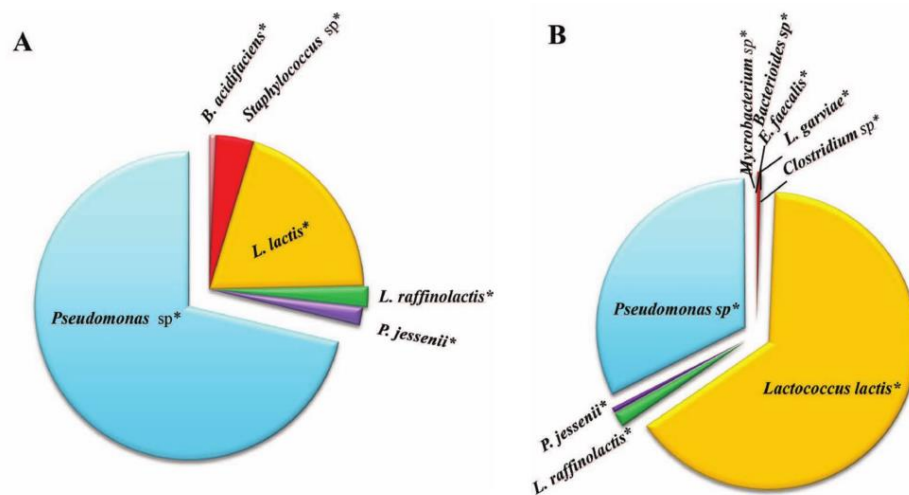 A
B. acidifaciens*
Staphylococcus sp*
L. lactis*
L. raffinolactis*
P. jessenii*
Pseudomonas sp*
B
Mycrobacterium sp*
Bacterioides sp*
E. faecalis*
L. garviae*
Clostridium sp*
Pseudomonas sp*
Lactococcus lactis*
P. jessenii*
L. raffinolactis*